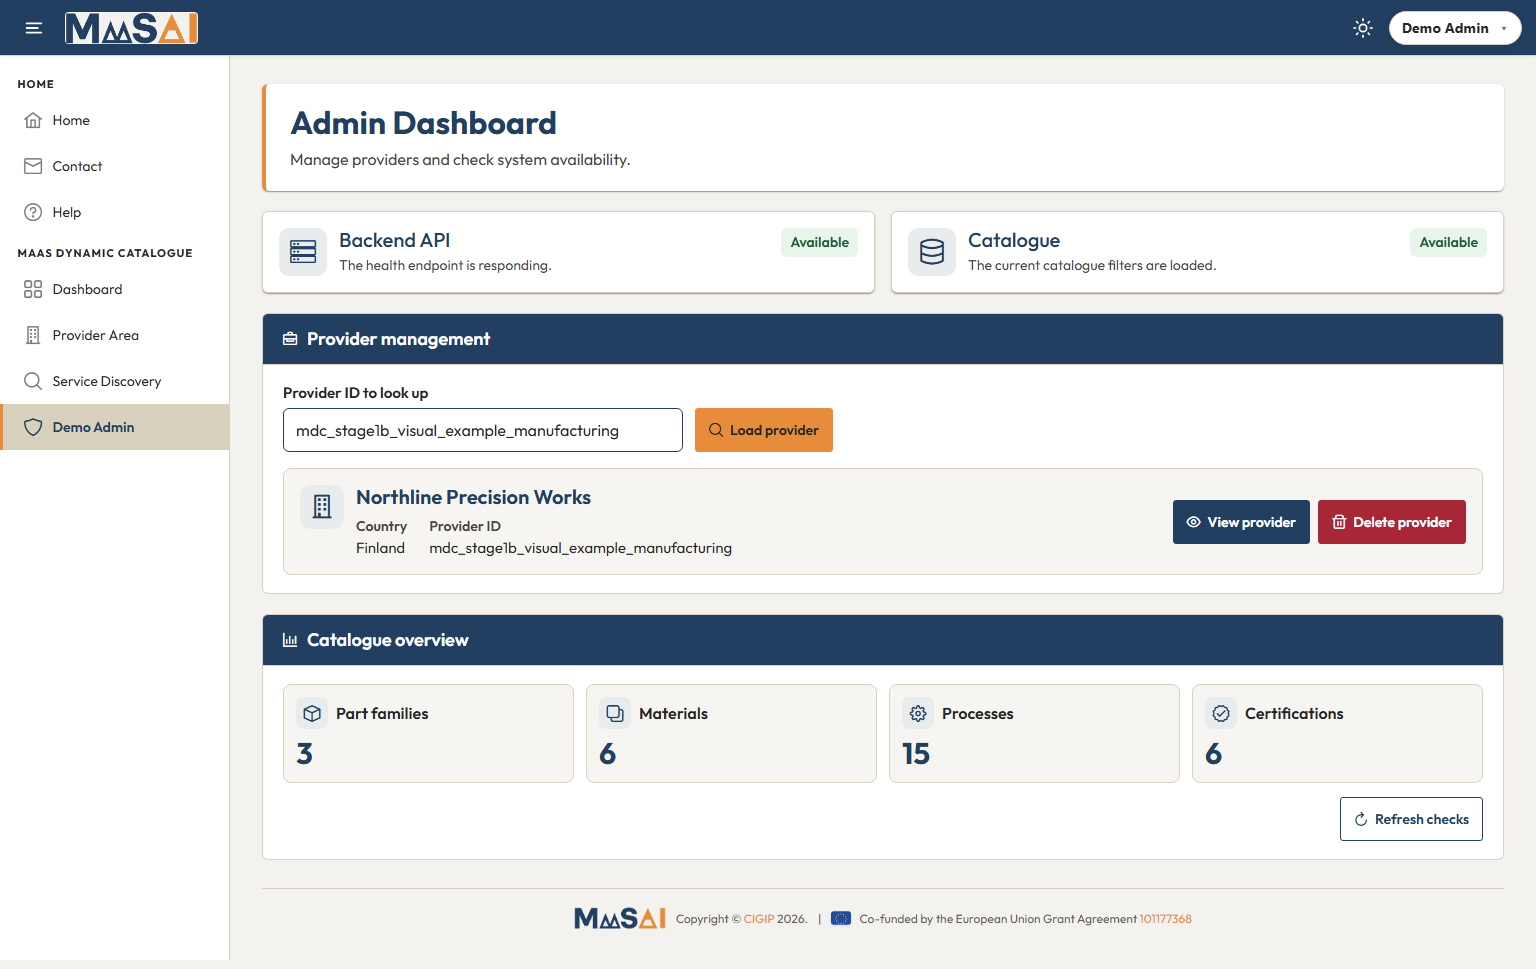 MAASAI
Demo Admin
HOME
Home
Contact
Help
MAAS DYNAMIC CATALOGUE
Dashboard
Provider Area
Service Discovery
Demo Admin
Admin Dashboard
Manage providers and check system availability.
Backend API
The health endpoint is responding.
Available
Catalogue
The current catalogue filters are loaded.
Available
Provider management
Provider ID to look up
mdc_stage1b_visual_example_manufacturing
Load provider
Northline Precision Works
Country Provider ID
Finland mdc_stage1b_visual_example_manufacturing
View provider
Delete provider
Catalogue overview
Part families
3
Materials
6
Processes
15
Certifications
6
Refresh checks
MAASAI Copyright © CIGIP 2026. | Co-funded by the European Union Grant Agreement 101177368